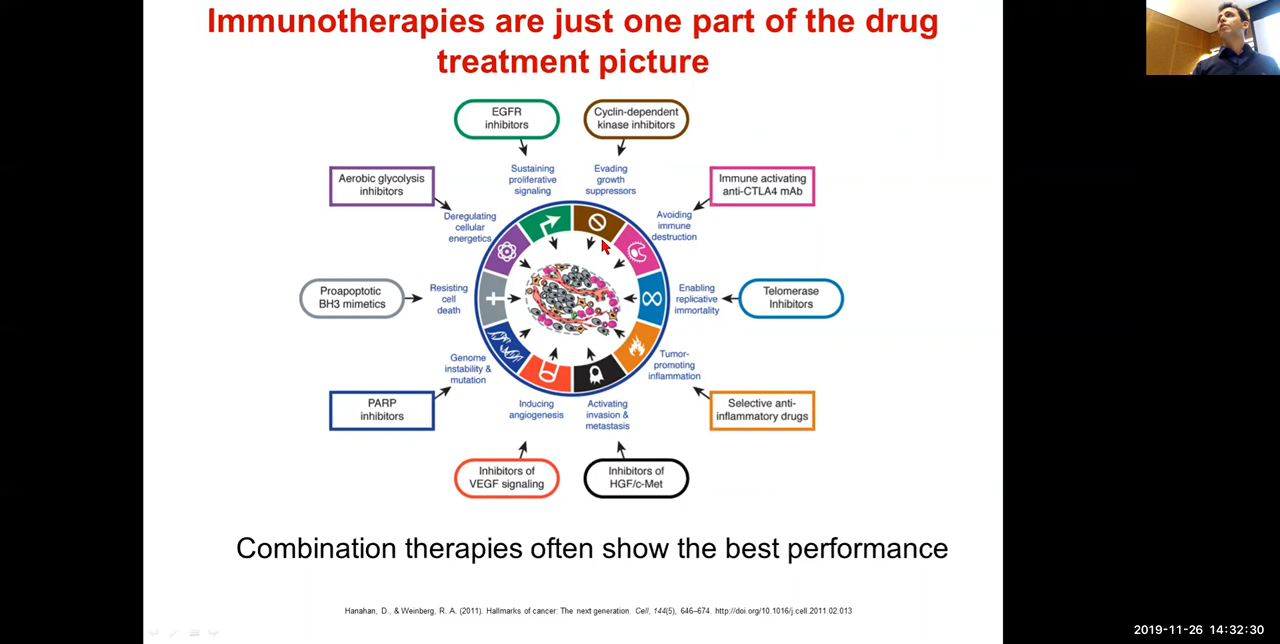 Immunotherapies are just one part of the drug
treatment picture
EGFR
inhibitors
Cyclin-dependent
kinase inhibitors
Sustaining
proliferative
signaling
Evading
growth
suppressors
Aerobic glycolysis
inhibitors
Immune activating
anti-CTLA4 mAb
Deregulating
cellular
energetics
Avoiding
immune
destruction
Proapoptotic
BH3 mimetics
Resisting
cell
death
Enabling
replicative
immortality
Telomerase
Inhibitors
Genome
instability &
mutation
Tumor-
promoting
inflammation
PARP
inhibitors
Inducing
angiogenesis
Activating
invasion &
metastasis
Selective anti-
inflammatory drugs
Inhibitors of
VEGF signaling
Inhibitors of
HGF/c-Met
Combination therapies often show the best performance
Hanahan, D., & Weinberg, R. A. (2011). Hallmarks of cancer: The next generation. Cell, 144(5), 646–674. http://doi.org/10.1016/j.cell.2011.02.013
2019-11-26 14:32:30